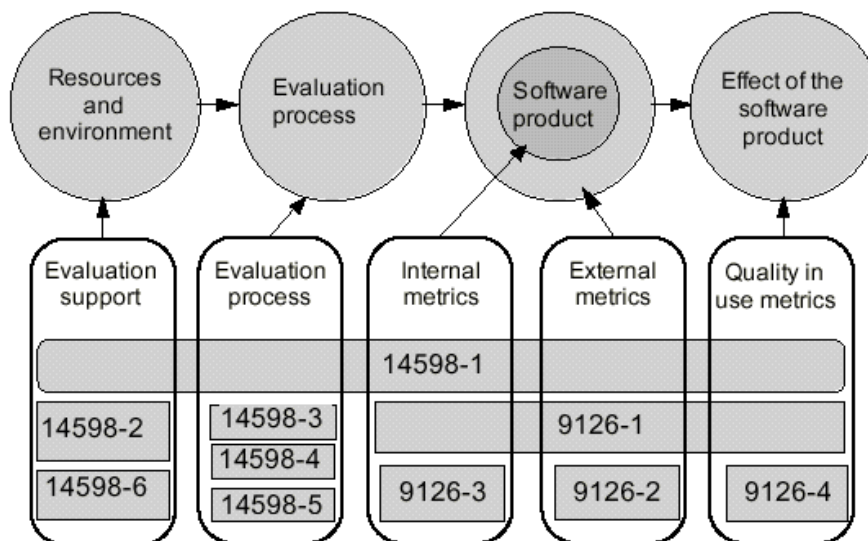 Resources
and
environment
Evaluation
process
Software
product
Effect of the
software
product
Evaluation
support
Evaluation
process
Internal
metrics
External
metrics
Quality in
use metrics
14598-1
14598-2
14598-6
14598-3
14598-4
14598-5
9126-1
9126-3
9126-2
9126-4